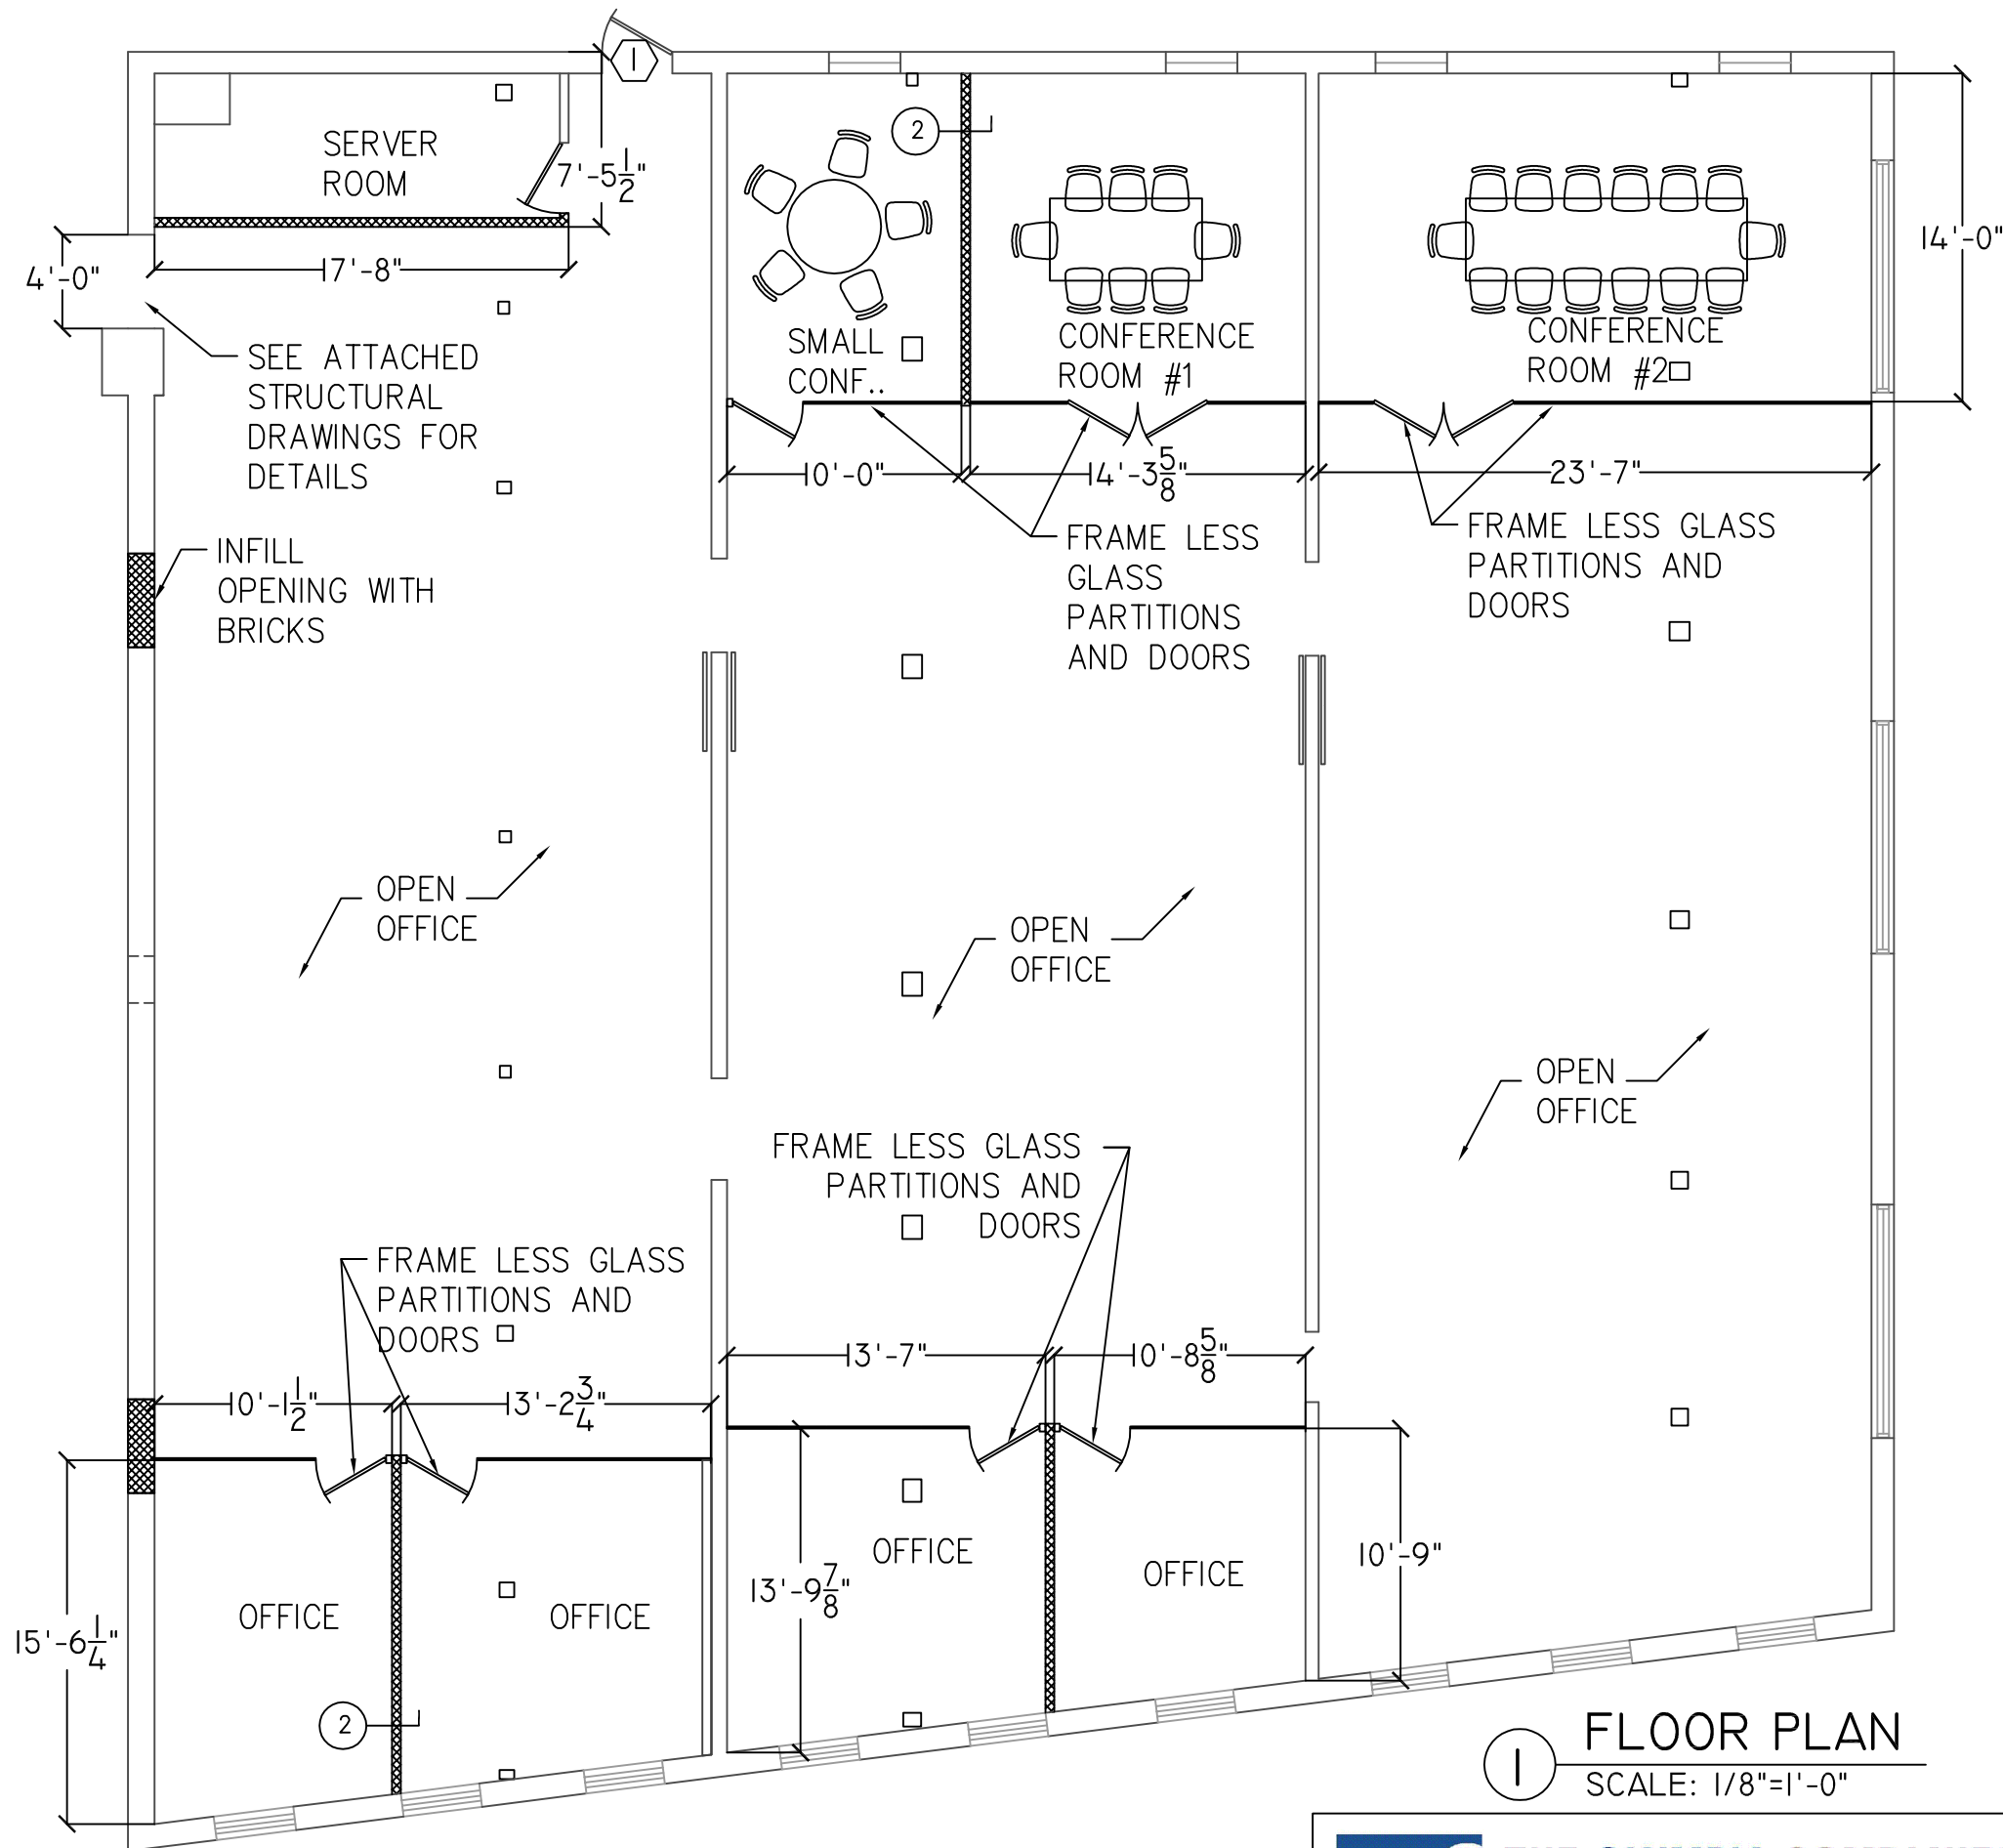 1
SERVER
ROOM
7'-5 1/2"
17'-8"
4'-0"
SEE ATTACHED
STRUCTURAL
DRAWINGS FOR
DETAILS
INFILL
OPENING WITH
BRICKS
2
SMALL
CONF..
CONFERENCE
ROOM #1
CONFERENCE
ROOM #2
14'-0"
10'-0"
14'-3 5/8"
23'-7"
FRAME LESS
GLASS
PARTITIONS
AND DOORS
FRAME LESS GLASS
PARTITIONS AND
DOORS
OPEN
OFFICE
OPEN
OFFICE
OPEN
OFFICE
FRAME LESS GLASS
PARTITIONS AND
DOORS
FRAME LESS GLASS
PARTITIONS AND
DOORS
13'-7"
10'-8 5/8"
10'-1 1/2"
13'-2 3/4"
OFFICE
OFFICE
OFFICE
OFFICE
13'-9 7/8"
10'-9"
15'-6 1/4"
2
1
FLOOR PLAN
SCALE: 1/8"=1'-0"